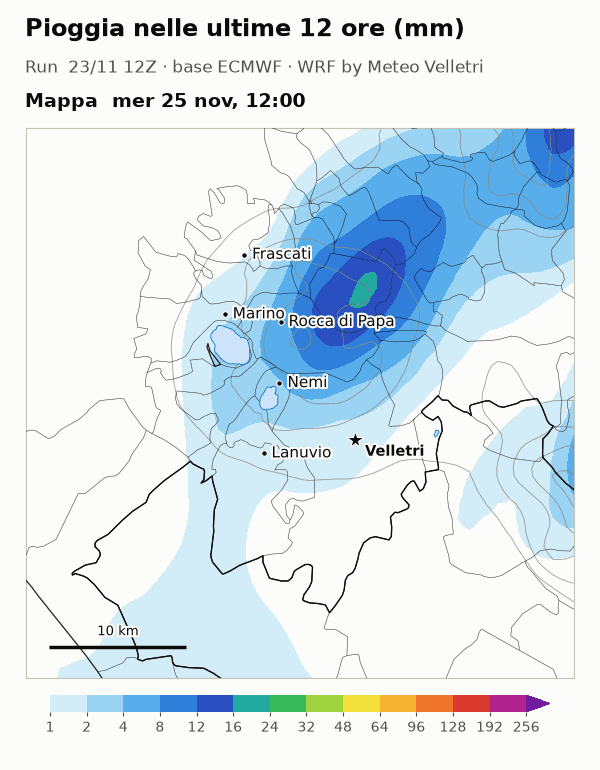 Pioggia nelle ultime 12 ore (mm)
Run  23/11 12Z · base ECMWF · WRF by Meteo Velletri
Mappa  mer 25 nov, 12:00
Frascati
Marino
Rocca di Papa
Nemi
Velletri
Lanuvio
10 km
1 2 4 8 12 16 24 32 48 64 96 128 192 256